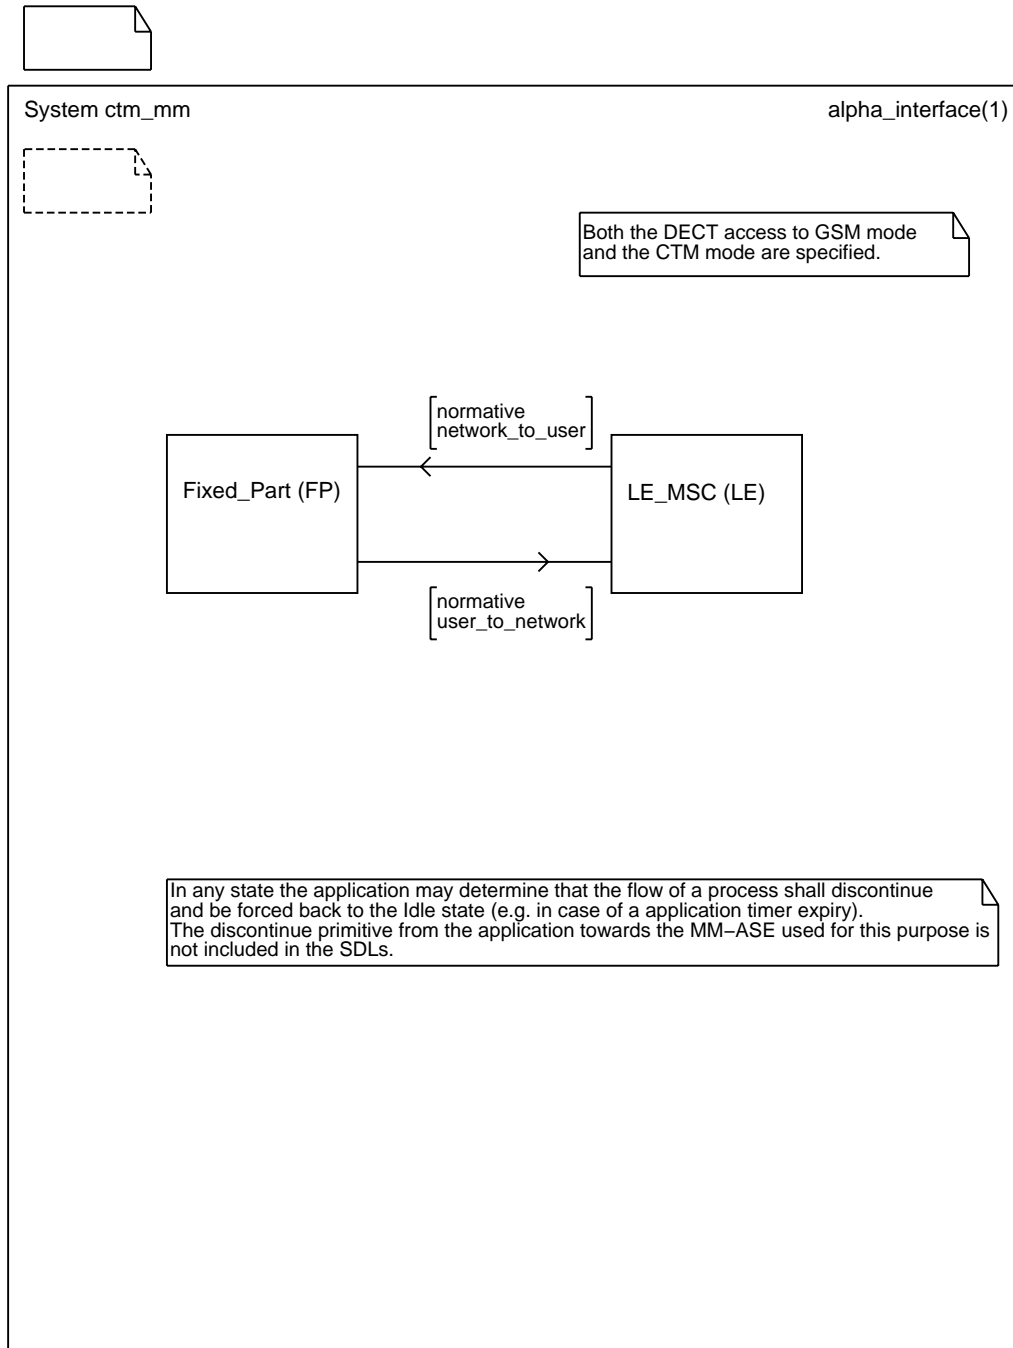 System ctm_mm
alpha_interface(1)
Both the DECT access to GSM mode
and the CTM mode are specified.
normative
network_to_user
Fixed_Part (FP)
LE_MSC (LE)
normative
user_to_network
In any state the application may determine that the flow of a process shall discontinue
and be forced back to the Idle state (e.g. in case of a application timer expiry).
The discontinue primitive from the application towards the MM−ASE used for this purpose is
not included in the SDLs.